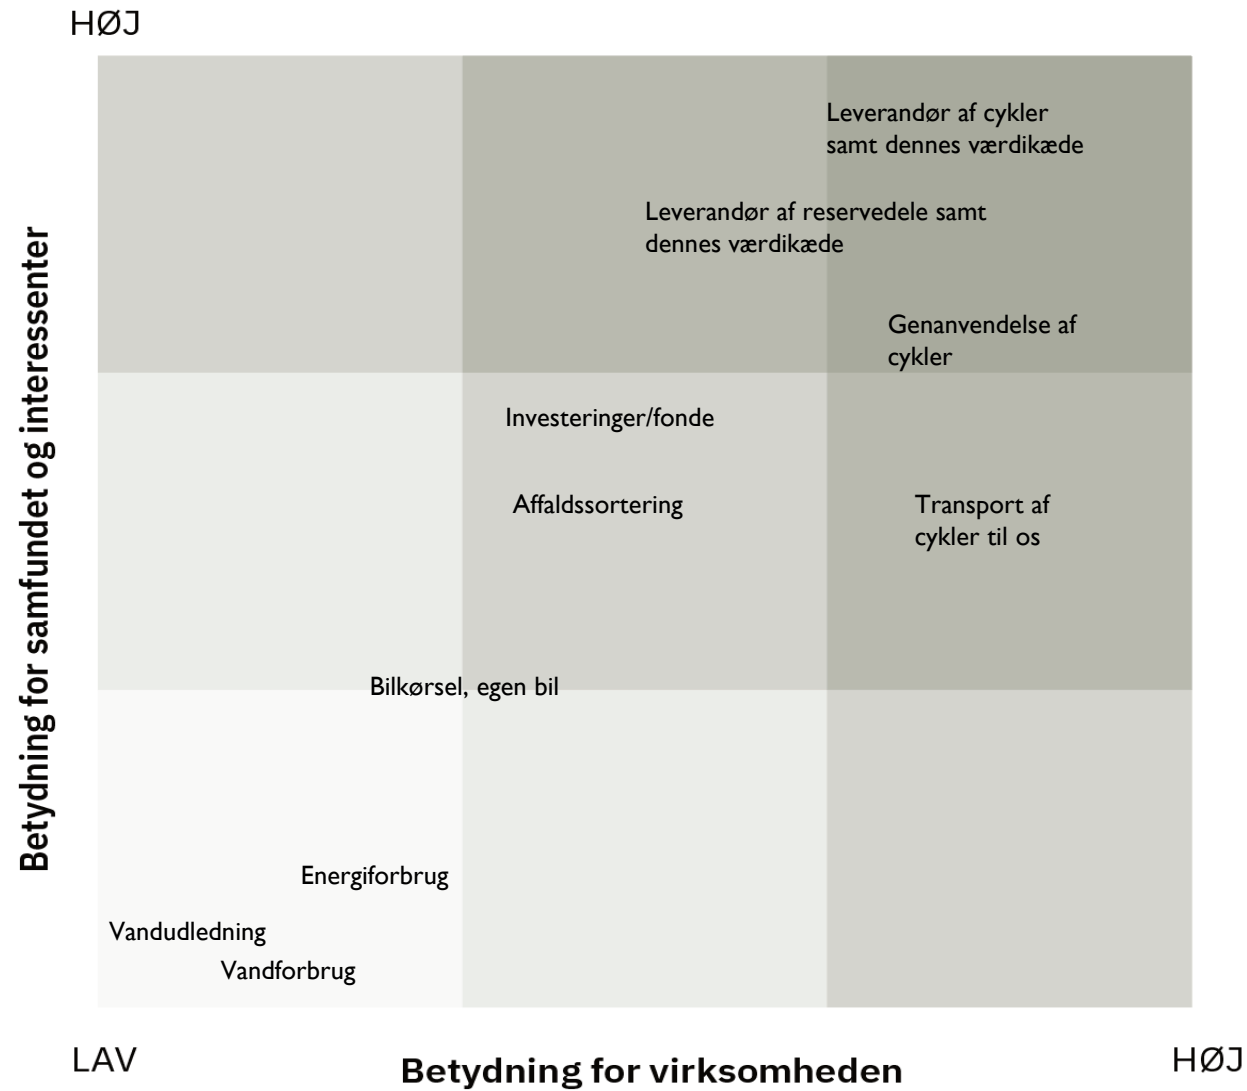 HØJ
Betydning for samfundet og interessenter
Leverandør af cykler
samt dennes værdikæde
Leverandør af reservedele samt
dennes værdikæde
Genanvendelse af
cykler
Investeringer/fonde
Affaldssortering
Transport af
cykler til os
Bilkørsel, egen bil
Energiforbrug
Vandudledning
Vandforbrug
LAV
Betydning for virksomheden
HØJ